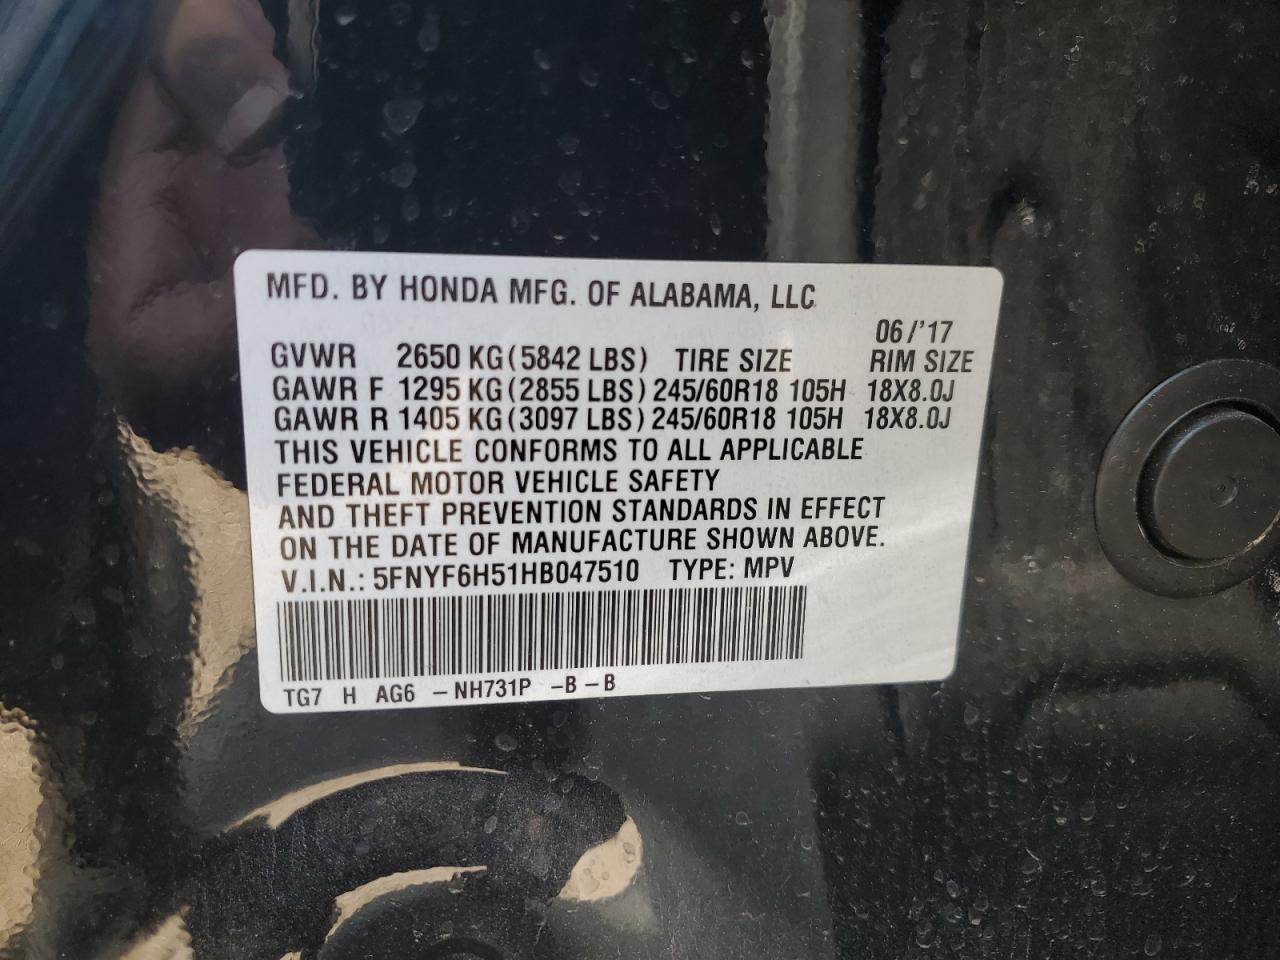 MFD. BY HONDA MFG. OF ALABAMA, LLC
06/'17
GVWR 2650 KG(5842 LBS) TIRE SIZE RIM SIZE
GAWR F 1295 KG(2855 LBS) 245/60R18 105H 18X8.0J
GAWR R 1405 KG(3097 LBS) 245/60R18 105H 18X8.0J
THIS VEHICLE CONFORMS TO ALL APPLICABLE
FEDERAL MOTOR VEHICLE SAFETY
AND THEFT PREVENTION STANDARDS IN EFFECT
ON THE DATE OF MANUFACTURE SHOWN ABOVE.
V.I.N.: 5FNYF6H51HB047510 TYPE: MPV
TG7 H AG6 -NH731P -B-B